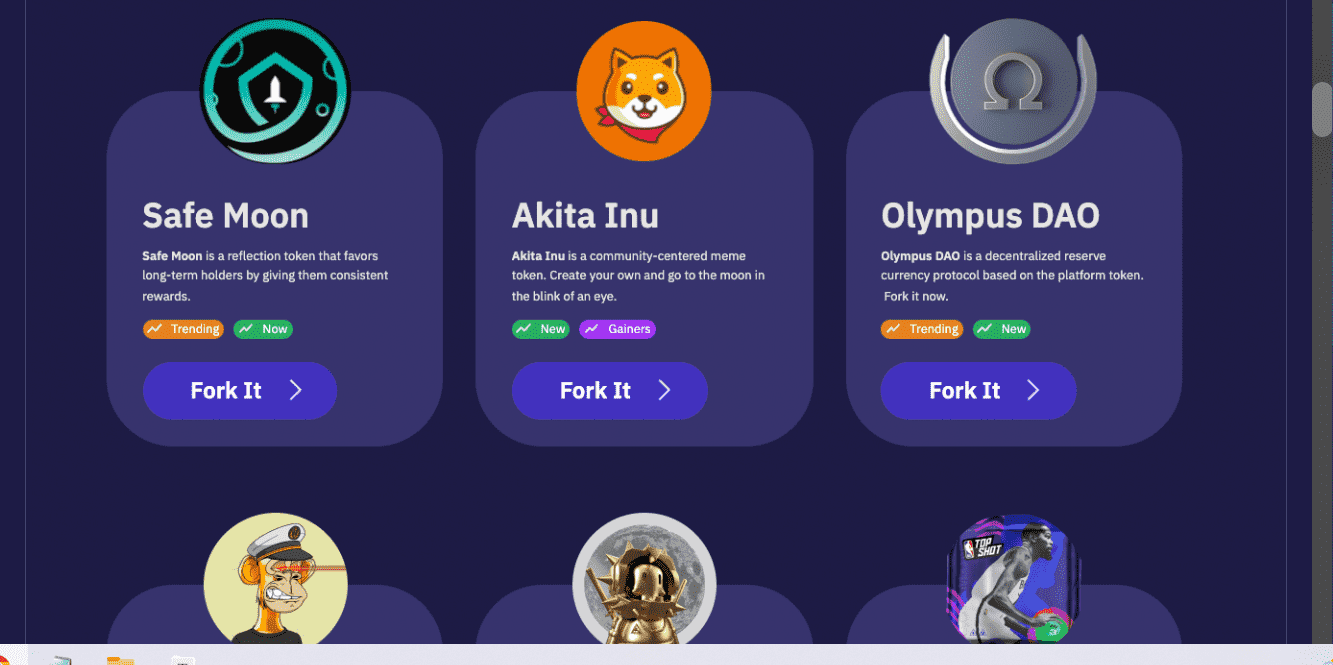 Safe Moon
Safe Moon is a reflection token that favors
long-term holders by giving them consistent
rewards.
Trending
Now
Fork It
Akita Inu
Akita Inu is a community-centered meme
token. Create your own and go to the moon in
the blink of an eye.
New
Gainers
Fork It
Olympus DAO
Olympus DAO is a decentralized reserve
currency protocol based on the platform token.
Fork it now.
Trending
New
Fork It
NBA
TOP
SHOT